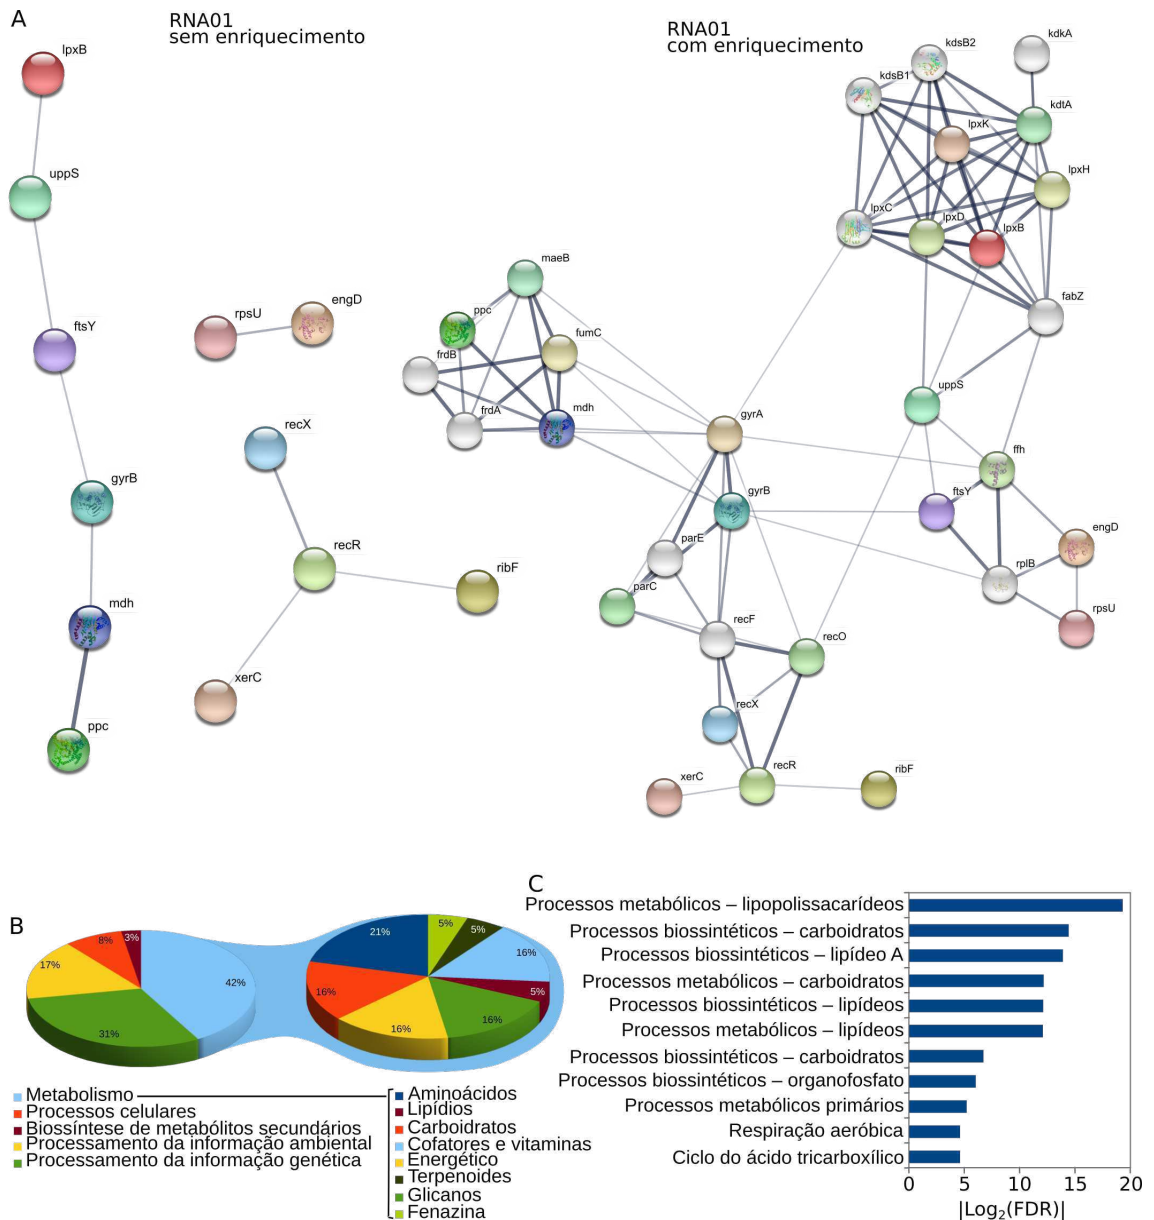 A
RNA01
sem enriquecimento
RNA01
com enriquecimento
lpxB
uppS
ftsY
gyrB
mdh
ppc
rpsU
engD
recX
recR
ribF
xerC
maeB
ppc
fumC
frdB
frdA
mdh
kdsB2
kdkA
kdsB1
kdtA
lpxK
lpxH
lpxC
lpxD
lpxB
fabZ
uppS
gyrA
ffh
gyrB
ftsY
engD
parE
rplB
parC
rpsU
recF
recO
recX
recR
xerC
ribF
B
8%
3%
17%
42%
31%
21%
5%
5%
16%
5%
16%
16%
16%
Metabolismo
Processos celulares
Biossíntese de metabólitos secundários
Processamento da informação ambiental
Processamento da informação genética
Aminoácidos
Lipídios
Carboidratos
Cofatores e vitaminas
Energético
Terpenoides
Glicanos
Fenazina
C
Processos metabólicos – lipopolissacarídeos
Processos biossintéticos – carboidratos
Processos biossintéticos – lipídeo A
Processos metabólicos – carboidratos
Processos biossintéticos – lipídeos
Processos metabólicos – lipídeos
Processos biossintéticos – carboidratos
Processos biossintéticos – organofosfato
Processos metabólicos primários
Respiração aeróbica
Ciclo do ácido tricarboxílico
0 5 10 15 20
|Log₂(FDR)|